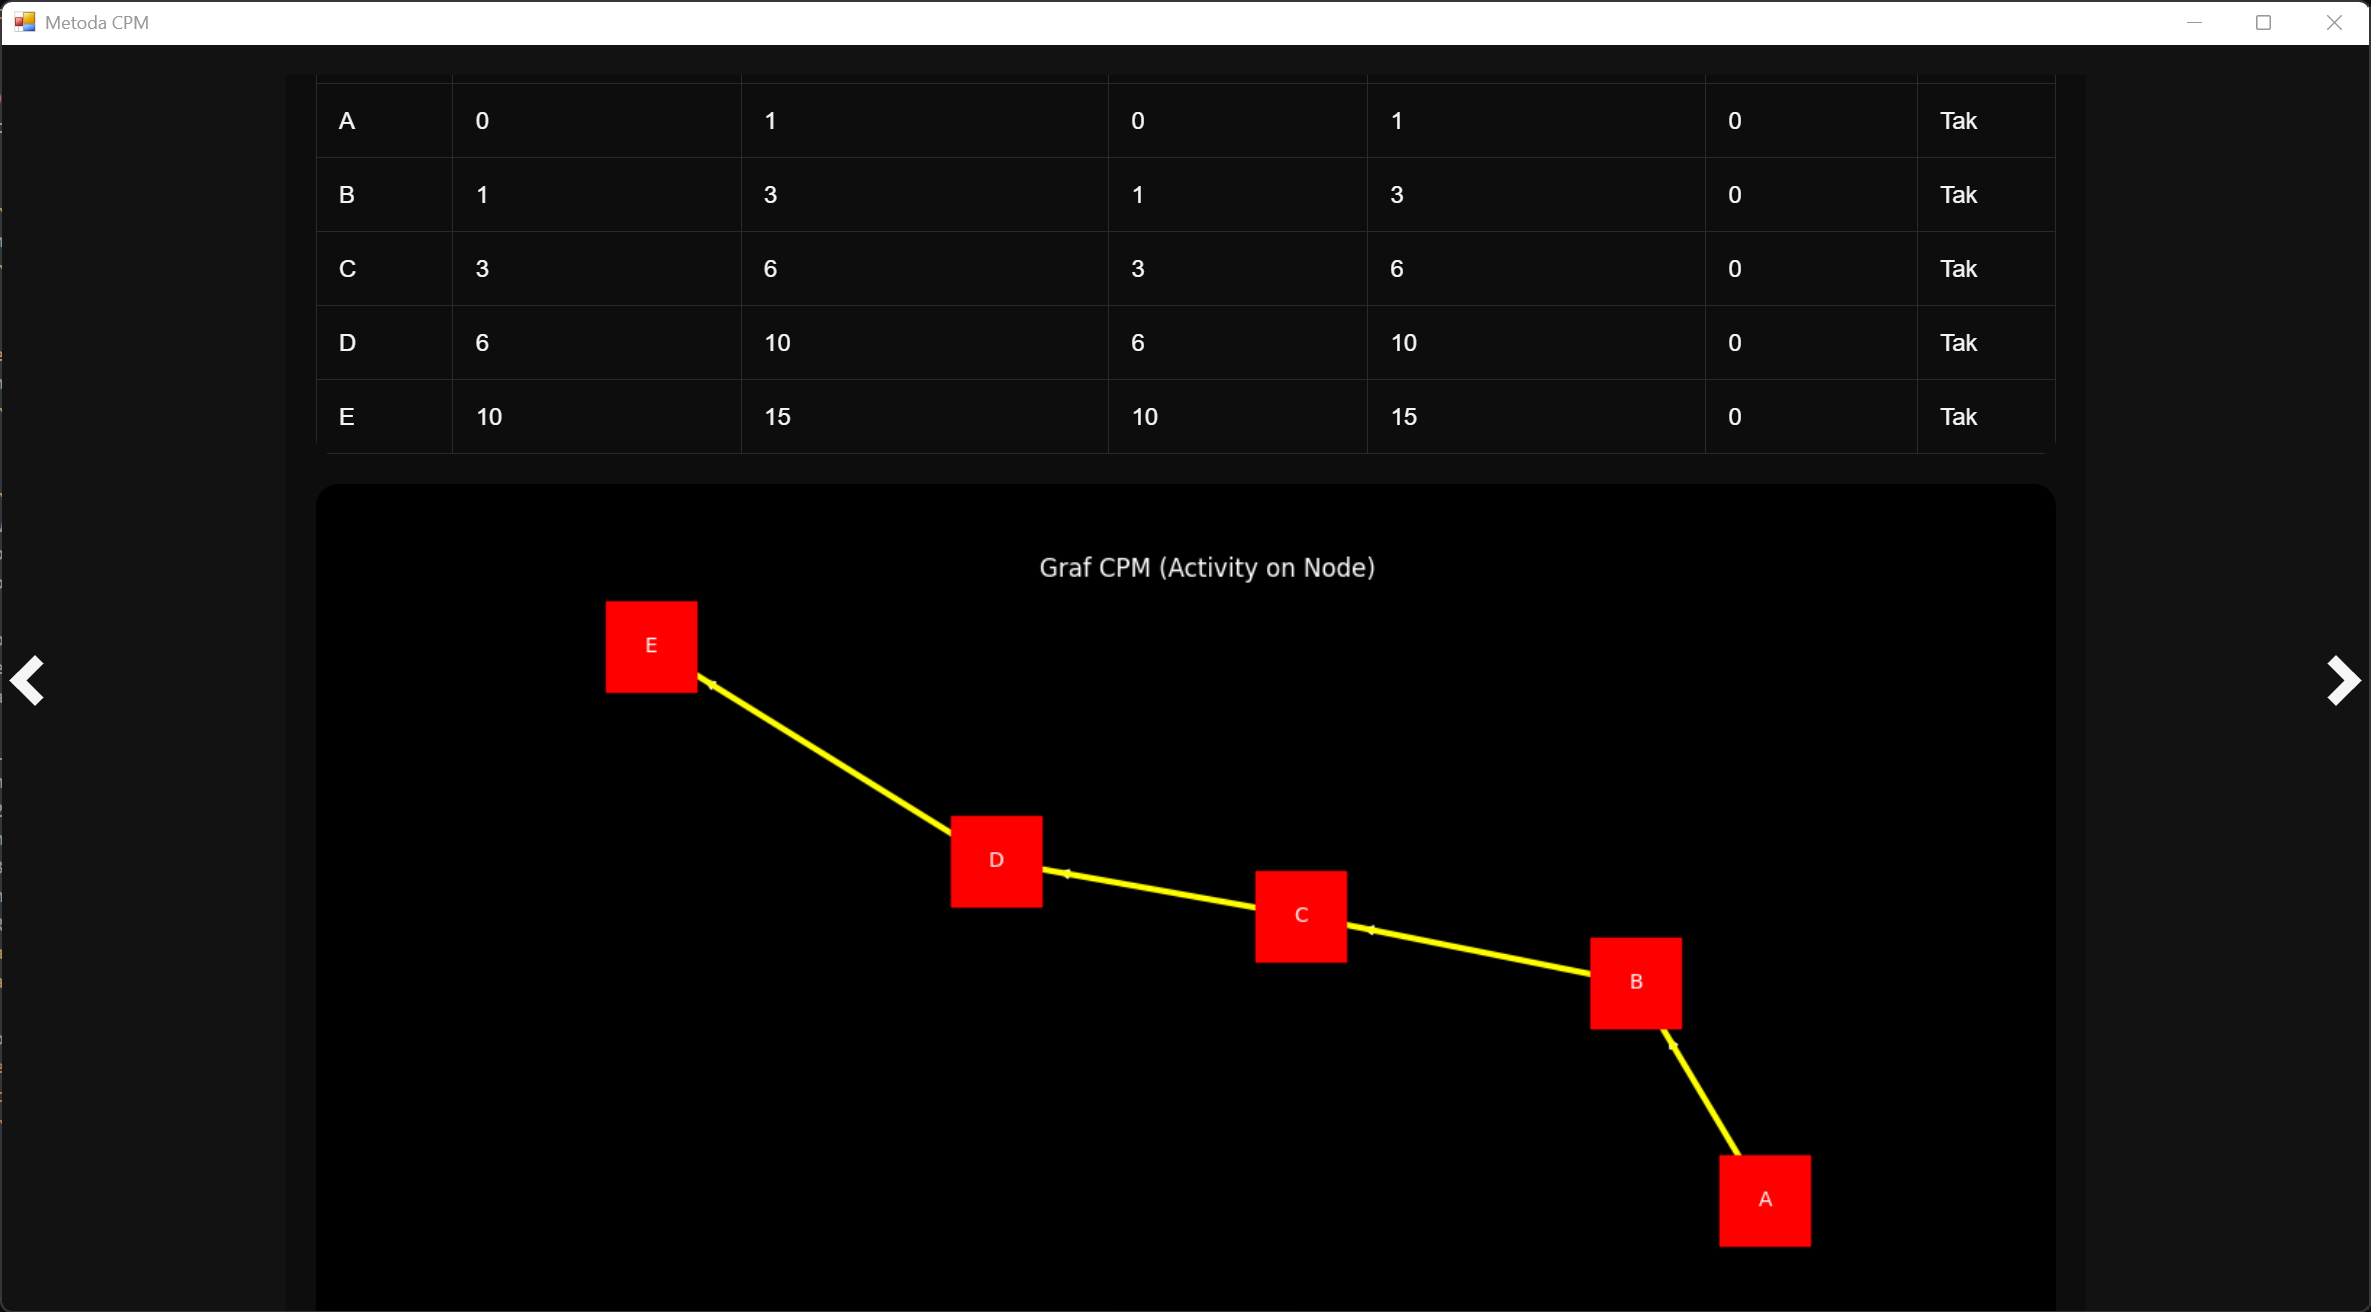 Metoda CPM
A 0 1 0 1 0 Tak
B 1 3 1 3 0 Tak
C 3 6 3 6 0 Tak
D 6 10 6 10 0 Tak
E 10 15 10 15 0 Tak
Graf CPM (Activity on Node)
E
D
C
B
A